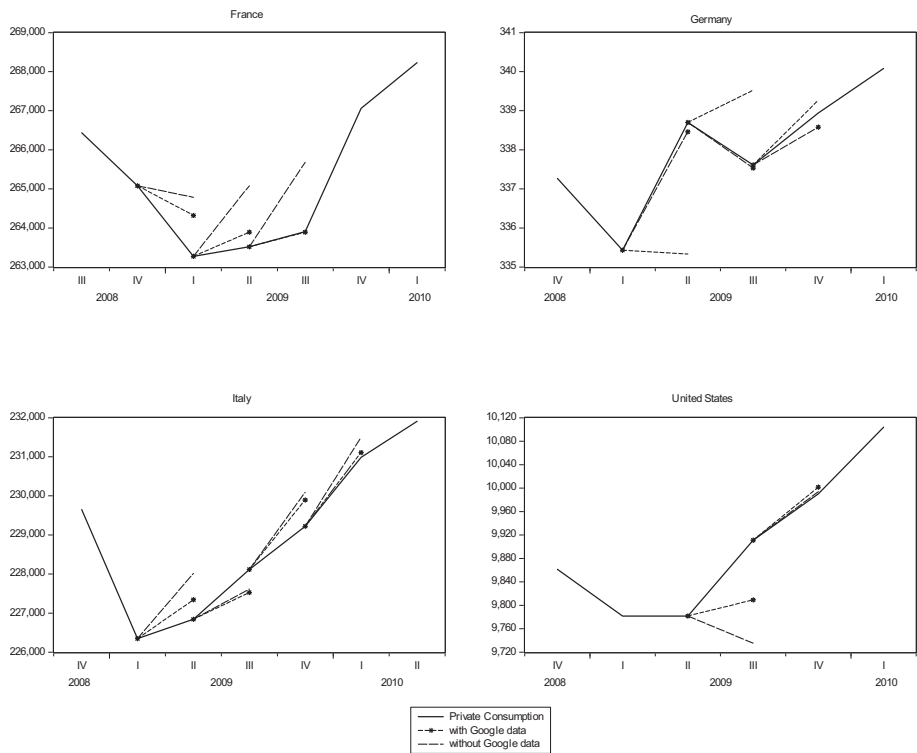 France
269,000
268,000
267,000
266,000
265,000
264,000
263,000
III IV I II III IV I
2008 2009 2010
Germany
341
340
339
338
337
336
335
IV I II III IV I
2008 2009 2010
Italy
232,000
231,000
230,000
229,000
228,000
227,000
226,000
IV I II III IV I II
2008 2009 2010
United States
10,120
10,080
10,040
10,000
9,960
9,920
9,880
9,840
9,800
9,760
9,720
IV I II III IV I
2008 2009 2010
Private Consumption
with Google data
without Google data